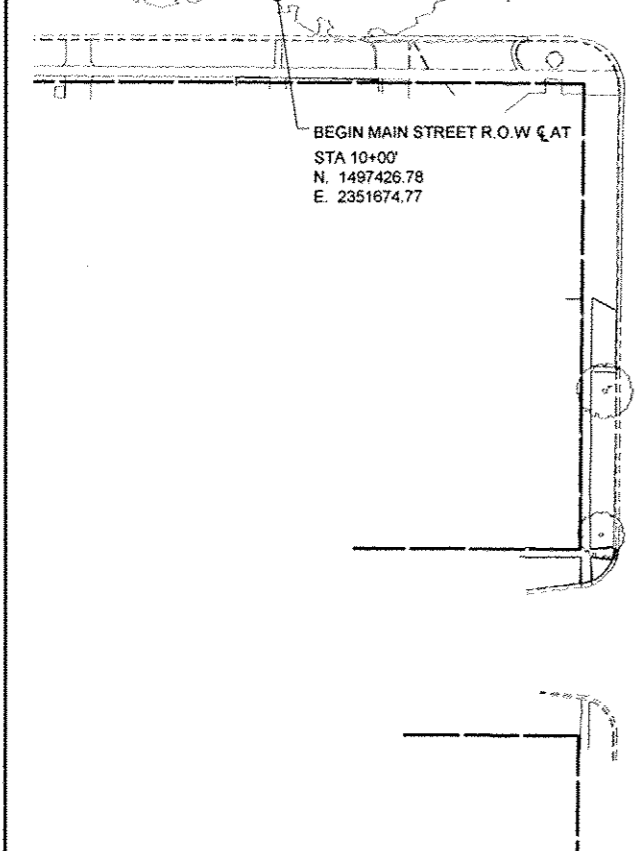 BEGIN MAIN STREET R.O.W ℄ AT
STA 10+00'
N. 1497426.78
E. 2351674.77